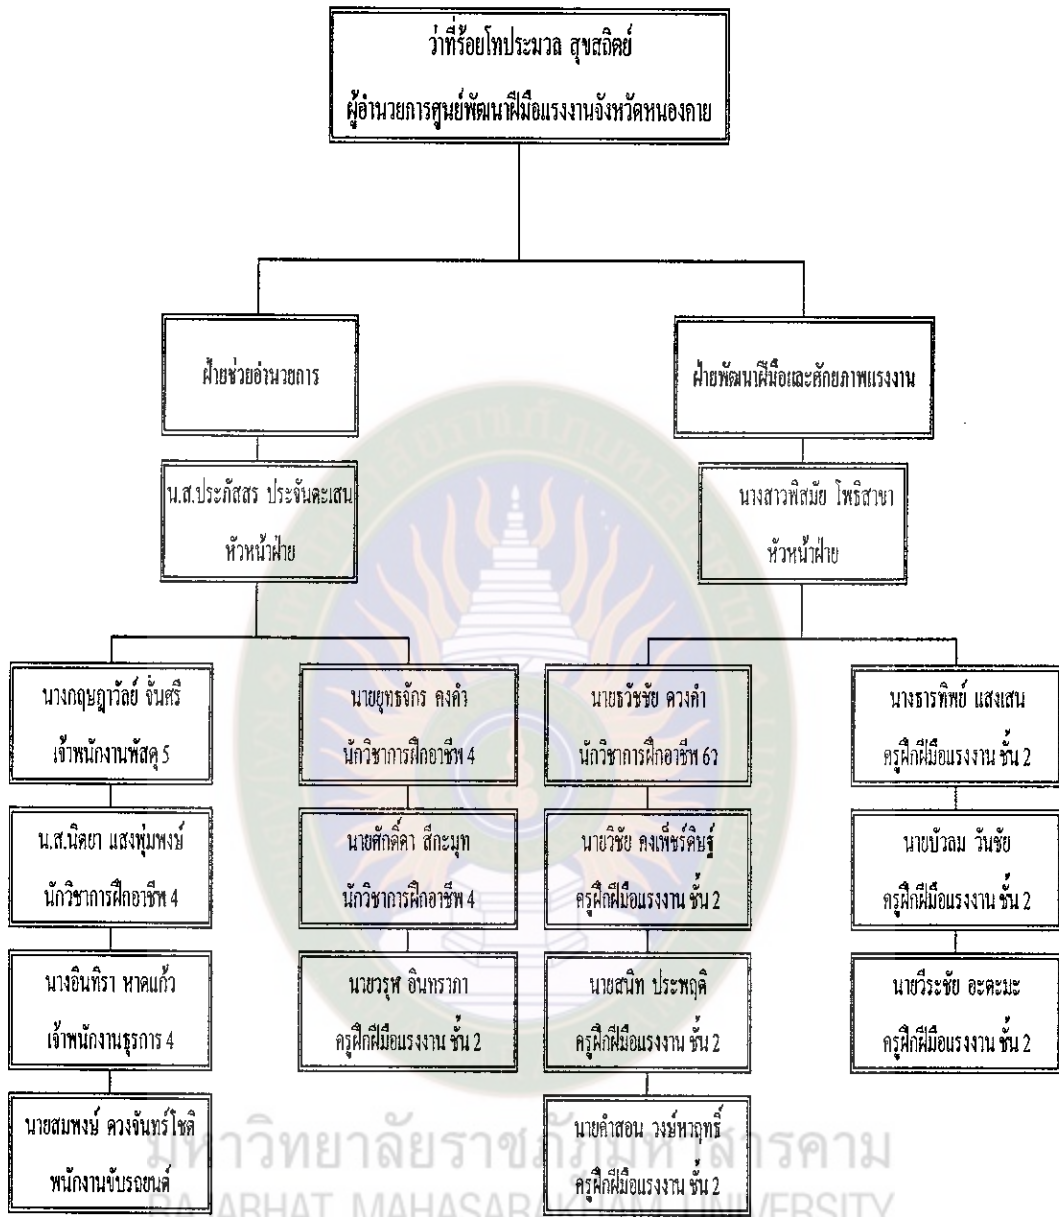 ว่าที่ร้อยโทประมวล สุขสถิตย์
ผู้อำนวยการศูนย์พัฒนาฝีมือแรงงานจังหวัดหนองคาย
ฝ่ายช่วยอำนวยการ
ฝ่ายพัฒนาฝีมือและศักยภาพแรงงาน
น.ส.ประภัสสร ประจันตะเสน
หัวหน้าฝ่าย
นางสาวพิสมัย โพธิสาขา
หัวหน้าฝ่าย
นางกฤษฎาวัลย์ จั่นศรี
เจ้าพนักงานพัสดุ 5
นายยุทธจักร คงคำ
นักวิชาการฝึกอาชีพ 4
นายธวัชชัย ดวงคำ
นักวิชาการฝึกอาชีพ 6ว
นางธารทิพย์ แสงเสน
ครูฝึกฝีมือแรงงาน ชั้น 2
น.ส.นิตยา แสงพุ่มพงษ์
นักวิชาการฝึกอาชีพ 4
นายศักดิ์ดา สีกะมุท
นักวิชาการฝึกอาชีพ 4
นายวิชัย คงเพ็ชร์ดิษฐ์
ครูฝึกฝีมือแรงงาน ชั้น 2
นายบัวลม วันชัย
ครูฝึกฝีมือแรงงาน ชั้น 2
นางอินทิรา หาดแก้ว
เจ้าพนักงานธุรการ 4
นายวรุฬ อินทราภา
ครูฝึกฝีมือแรงงาน ชั้น 2
นายสนิท ประพฤติ
ครูฝึกฝีมือแรงงาน ชั้น 2
นายวีระชัย อะตะมะ
ครูฝึกฝีมือแรงงาน ชั้น 2
นายสมพงษ์ ดวงจันทร์โชติ
พนักงานขับรถยนต์
นายคำสอน วงษ์หาฤทธิ์
ครูฝึกฝีมือแรงงาน ชั้น 2
มหาวิทยาลัยราชภัฏมหาสารคาม
RAJABHAT MAHASARAKHAM UNIVERSITY